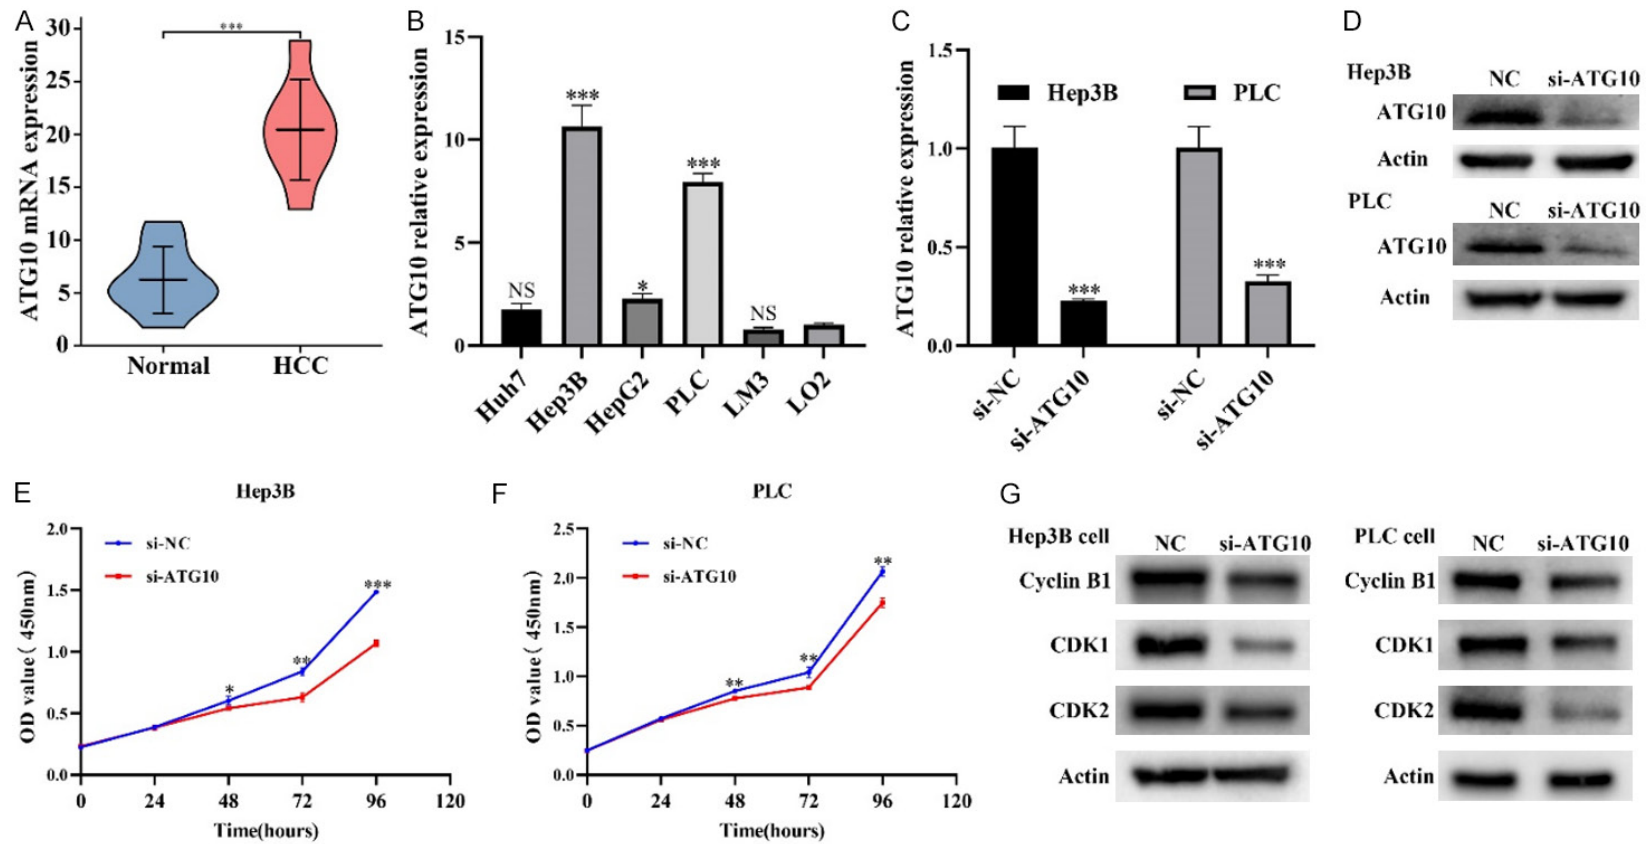 A
ATG10 mRNA expression
30
25
20
15
10
5
0
***
Normal
HCC
B
ATG10 relative expression
15
10
5
0
NS
***
*
***
NS
Huh7
Hep3B
HepG2
PLC
LM3
LO2
C
ATG10 relative expression
1.5
1.0
0.5
0.0
Hep3B
PLC
***
***
si-NC
si-ATG10
si-NC
si-ATG10
D
Hep3B
NC si-ATG10
ATG10
Actin
PLC
NC si-ATG10
ATG10
Actin
E
Hep3B
OD value( 450nm)
2.0
1.5
1.0
0.5
0.0
si-NC
si-ATG10
*
**
***
0 24 48 72 96 120
Time(hours)
F
PLC
OD value( 450nm)
2.5
2.0
1.5
1.0
0.5
0.0
si-NC
si-ATG10
**
**
**
0 24 48 72 96 120
Time(hours)
G
Hep3B cell NC si-ATG10
Cyclin B1
CDK1
CDK2
Actin
PLC cell NC si-ATG10
Cyclin B1
CDK1
CDK2
Actin